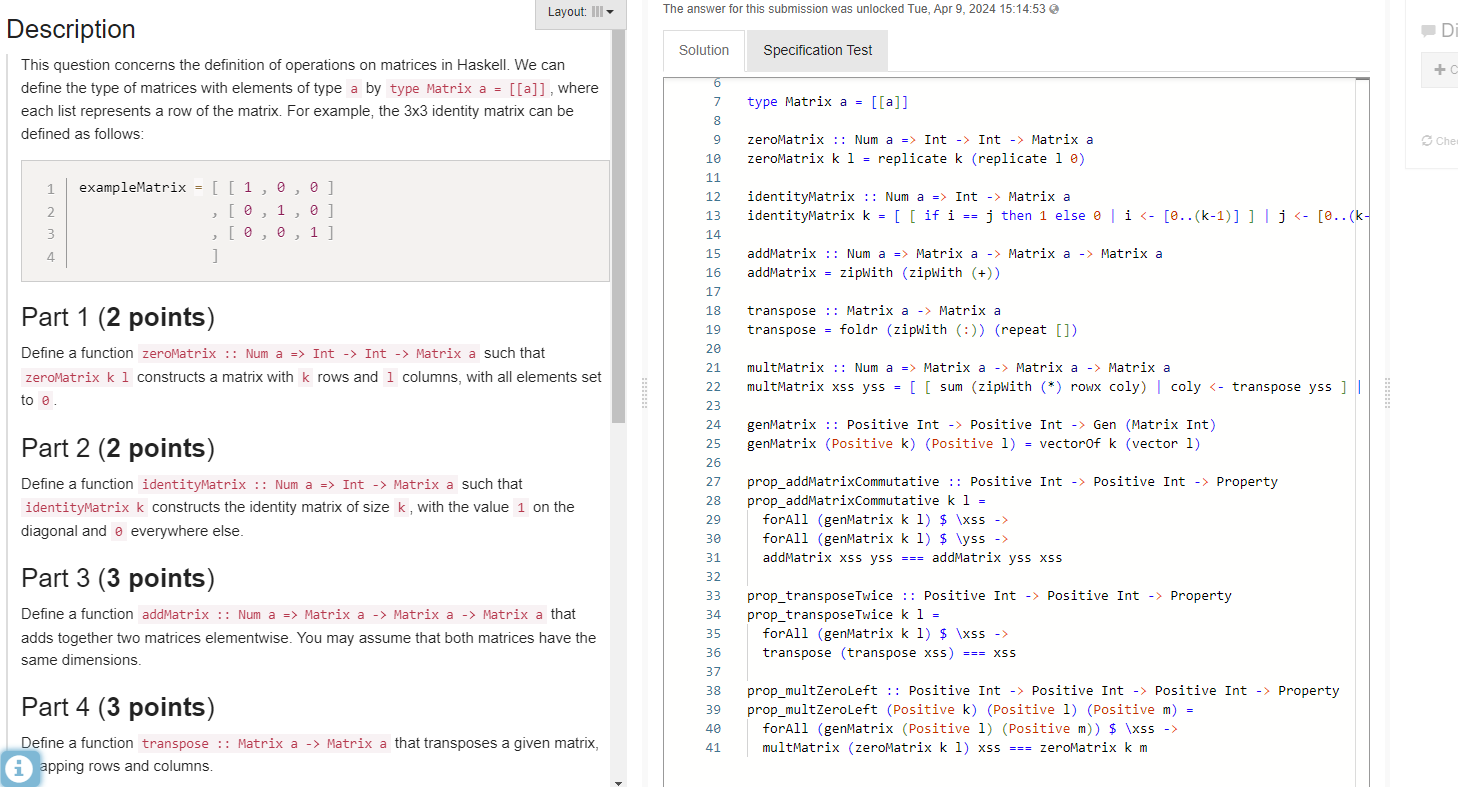 Layout:
Description
This question concerns the definition of operations on matrices in Haskell. We can
define the type of matrices with elements of type a by type Matrix a = [[a]], where
each list represents a row of the matrix. For example, the 3x3 identity matrix can be
defined as follows:
1 exampleMatrix = [ [ 1 , 0 , 0 ]
2 , [ 0 , 1 , 0 ]
3 , [ 0 , 0 , 1 ]
4 ]
Part 1 (2 points)
Define a function zeroMatrix :: Num a => Int -> Int -> Matrix a such that
zeroMatrix k l constructs a matrix with k rows and l columns, with all elements set
to 0.
Part 2 (2 points)
Define a function identityMatrix :: Num a => Int -> Matrix a such that
identityMatrix k constructs the identity matrix of size k, with the value 1 on the
diagonal and 0 everywhere else.
Part 3 (3 points)
Define a function addMatrix :: Num a => Matrix a -> Matrix a -> Matrix a that
adds together two matrices elementwise. You may assume that both matrices have the
same dimensions.
Part 4 (3 points)
Define a function transpose :: Matrix a -> Matrix a that transposes a given matrix,
apping rows and columns.
The answer for this submission was unlocked Tue, Apr 9, 2024 15:14:53
Solution
Specification Test
6
7 type Matrix a = [[a]]
8
9 zeroMatrix :: Num a => Int -> Int -> Matrix a
10 zeroMatrix k l = replicate k (replicate l 0)
11
12 identityMatrix :: Num a => Int -> Matrix a
13 identityMatrix k = [ [ if i == j then 1 else 0 | i <- [0..(k-1)] ] | j <- [0..(k-
14
15 addMatrix :: Num a => Matrix a -> Matrix a -> Matrix a
16 addMatrix = zipWith (zipWith (+))
17
18 transpose :: Matrix a -> Matrix a
19 transpose = foldr (zipWith (:)) (repeat [])
20
21 multMatrix :: Num a => Matrix a -> Matrix a -> Matrix a
22 multMatrix xss yss = [ [ sum (zipWith (*) rowx coly) | coly <- transpose yss ] |
23
24 genMatrix :: Positive Int -> Positive Int -> Gen (Matrix Int)
25 genMatrix (Positive k) (Positive l) = vectorOf k (vector l)
26
27 prop_addMatrixCommutative :: Positive Int -> Positive Int -> Property
28 prop_addMatrixCommutative k l =
29 forAll (genMatrix k l) $ \xss ->
30 forAll (genMatrix k l) $ \yss ->
31 addMatrix xss yss === addMatrix yss xss
32
33 prop_transposeTwice :: Positive Int -> Positive Int -> Property
34 prop_transposeTwice k l =
35 forAll (genMatrix k l) $ \xss ->
36 transpose (transpose xss) === xss
37
38 prop_multZeroLeft :: Positive Int -> Positive Int -> Positive Int -> Property
39 prop_multZeroLeft (Positive k) (Positive l) (Positive m) =
40 forAll (genMatrix (Positive l) (Positive m)) $ \xss ->
41 multMatrix (zeroMatrix k l) xss === zeroMatrix k m
Di
+ C
Chec